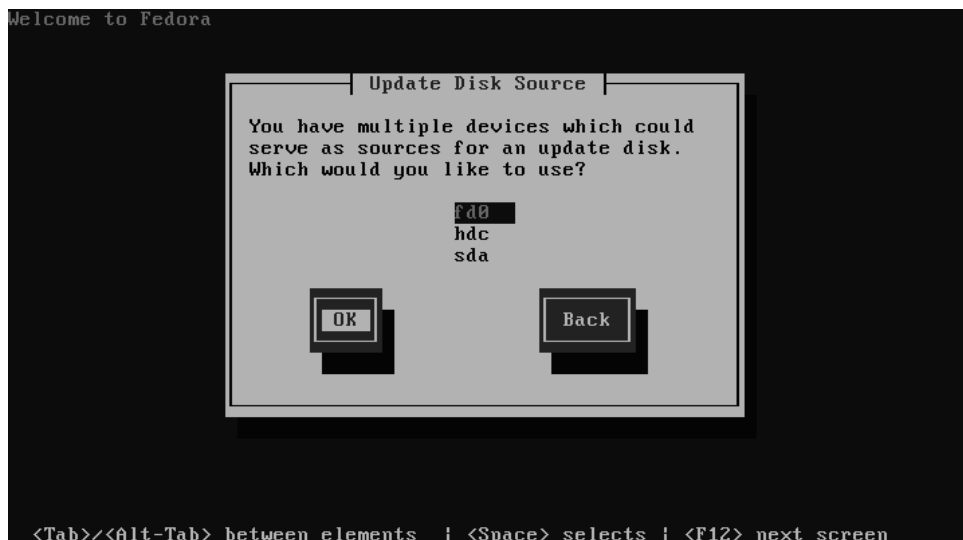 Welcome to Fedora
Update Disk Source
You have multiple devices which could
serve as sources for an update disk.
Which would you like to use?
fd0
hdc
sda
OK
Back
<Tab>/<Alt-Tab> between elements | <Space> selects | <F12> next screen